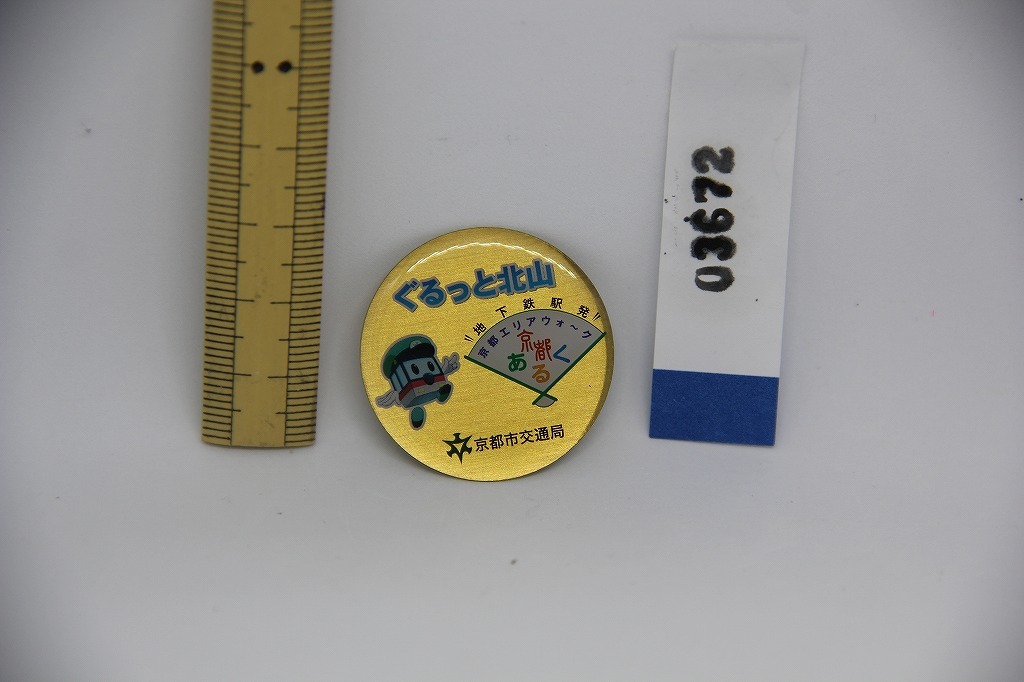 ぐるっと北山
"地下鉄駅発"
京都エリアウォ〜ク
京都
あるく
京都市交通局
03672